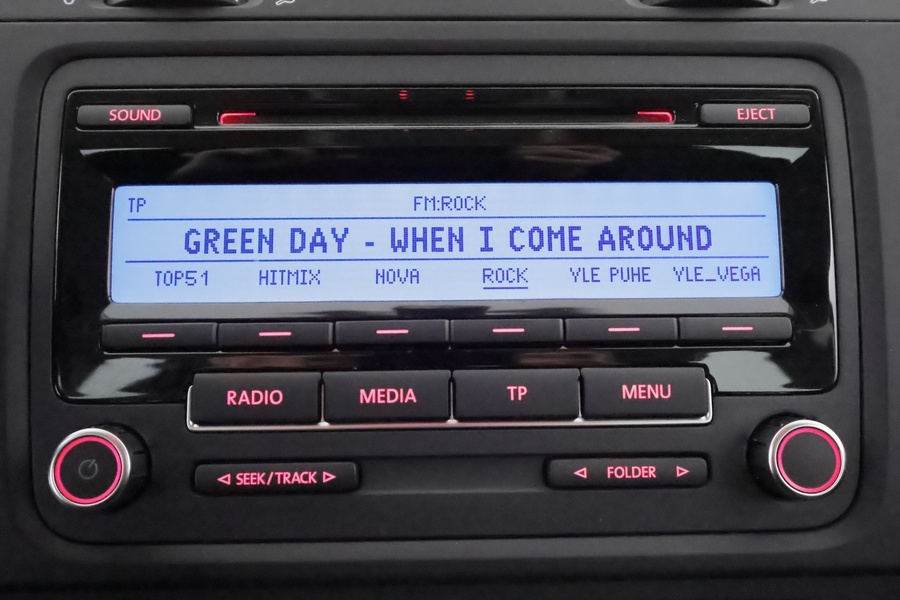 SOUND EJECT
TP FM:ROCK
GREEN DAY - WHEN I COME AROUND
TOP51 HITMIX NOVA ROCK YLE PUHE YLE_VEGA
RADIO MEDIA TP MENU
SEEK/TRACK FOLDER